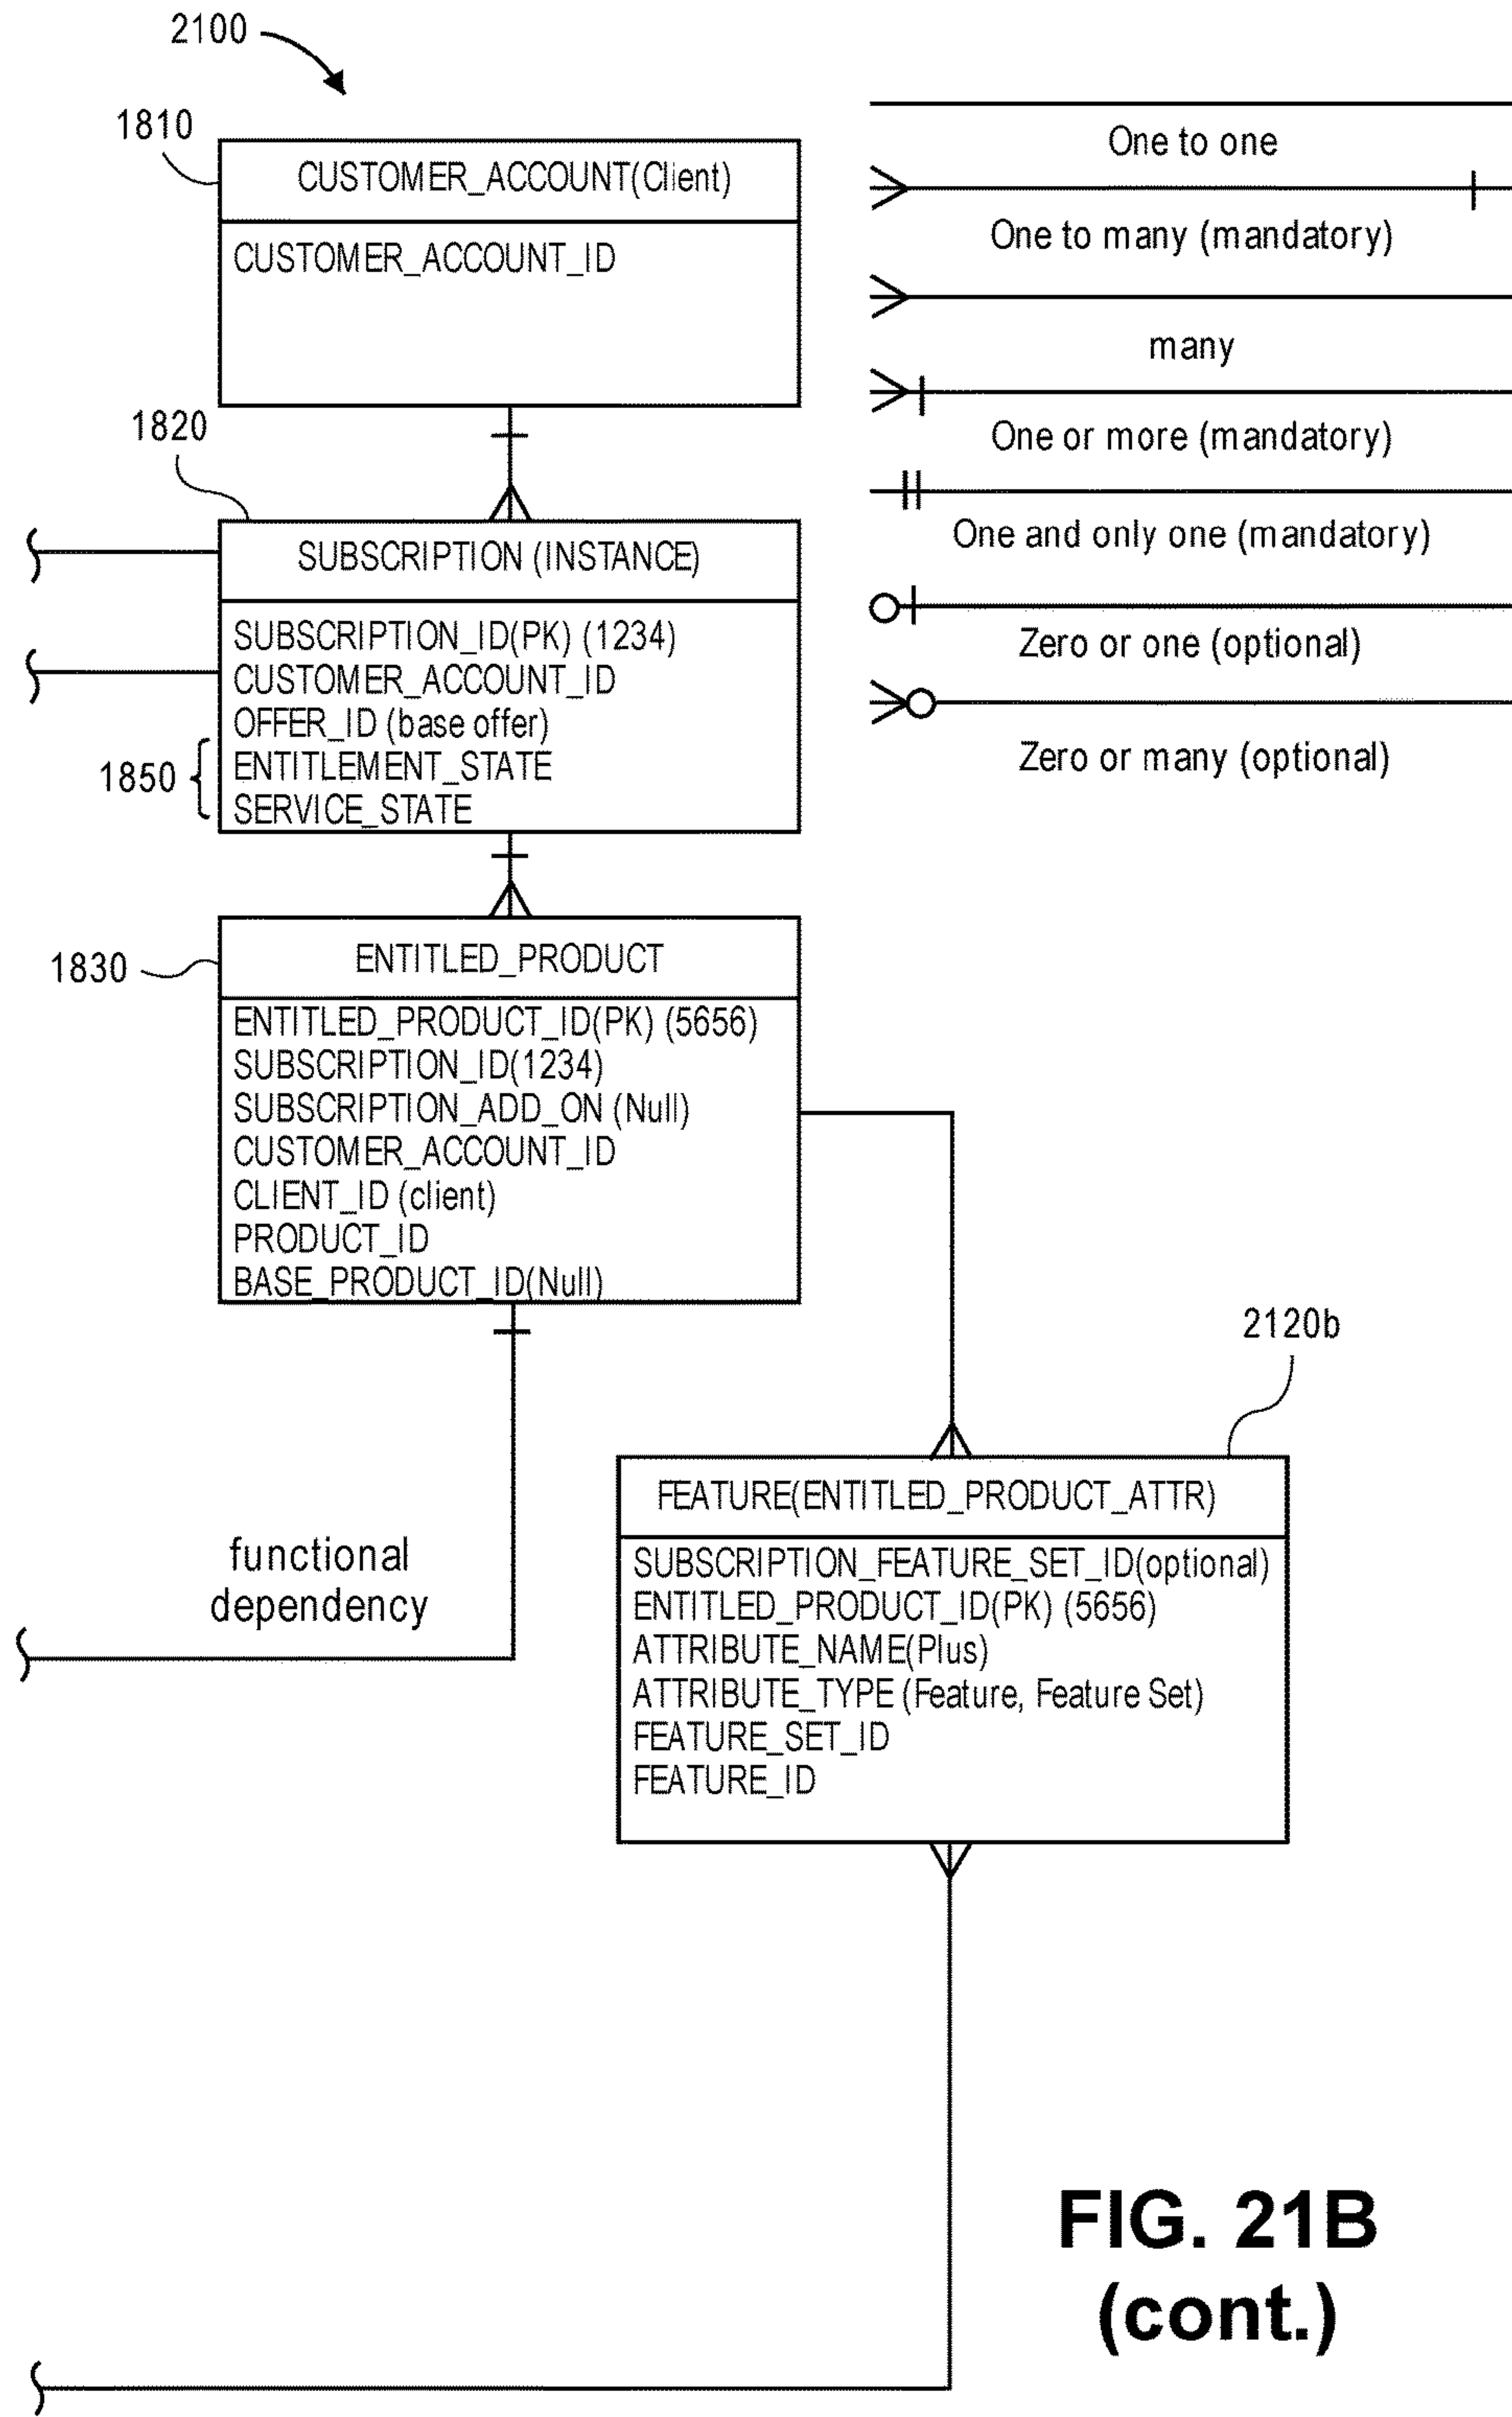 2100
1810
CUSTOMER_ACCOUNT(Client)
CUSTOMER_ACCOUNT_ID
One to one
One to many (mandatory)
many
One or more (mandatory)
One and only one (mandatory)
Zero or one (optional)
Zero or many (optional)
1820
SUBSCRIPTION (INSTANCE)
SUBSCRIPTION_ID(PK) (1234)
CUSTOMER_ACCOUNT_ID
OFFER_ID (base offer)
1850
ENTITLEMENT_STATE
SERVICE_STATE
1830
ENTITLED_PRODUCT
ENTITLED_PRODUCT_ID(PK) (5656)
SUBSCRIPTION_ID(1234)
SUBSCRIPTION_ADD_ON (Null)
CUSTOMER_ACCOUNT_ID
CLIENT_ID (client)
PRODUCT_ID
BASE_PRODUCT_ID(Null)
functional
dependency
2120b
FEATURE(ENTITLED_PRODUCT_ATTR)
SUBSCRIPTION_FEATURE_SET_ID(optional)
ENTITLED_PRODUCT_ID(PK) (5656)
ATTRIBUTE_NAME(Plus)
ATTRIBUTE_TYPE (Feature, Feature Set)
FEATURE_SET_ID
FEATURE_ID
FIG. 21B
(cont.)